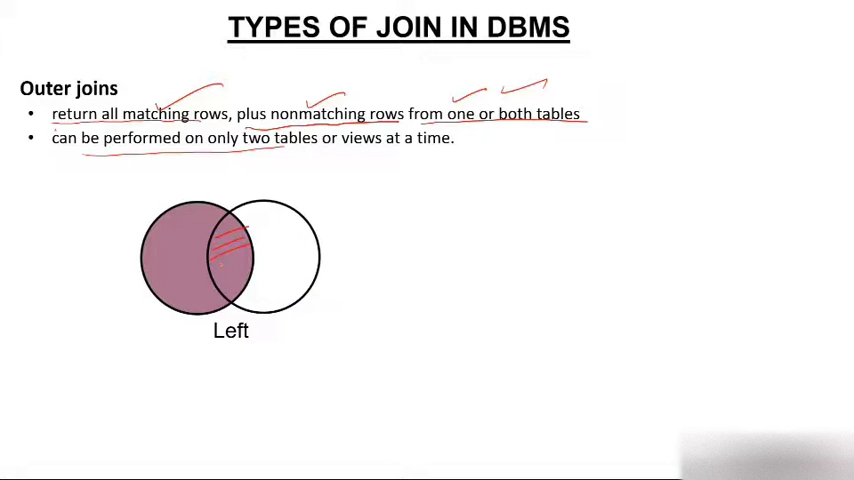 TYPES OF JOIN IN DBMS
Outer joins
• return all matching rows, plus nonmatching rows from one or both tables
• can be performed on only two tables or views at a time.
Left